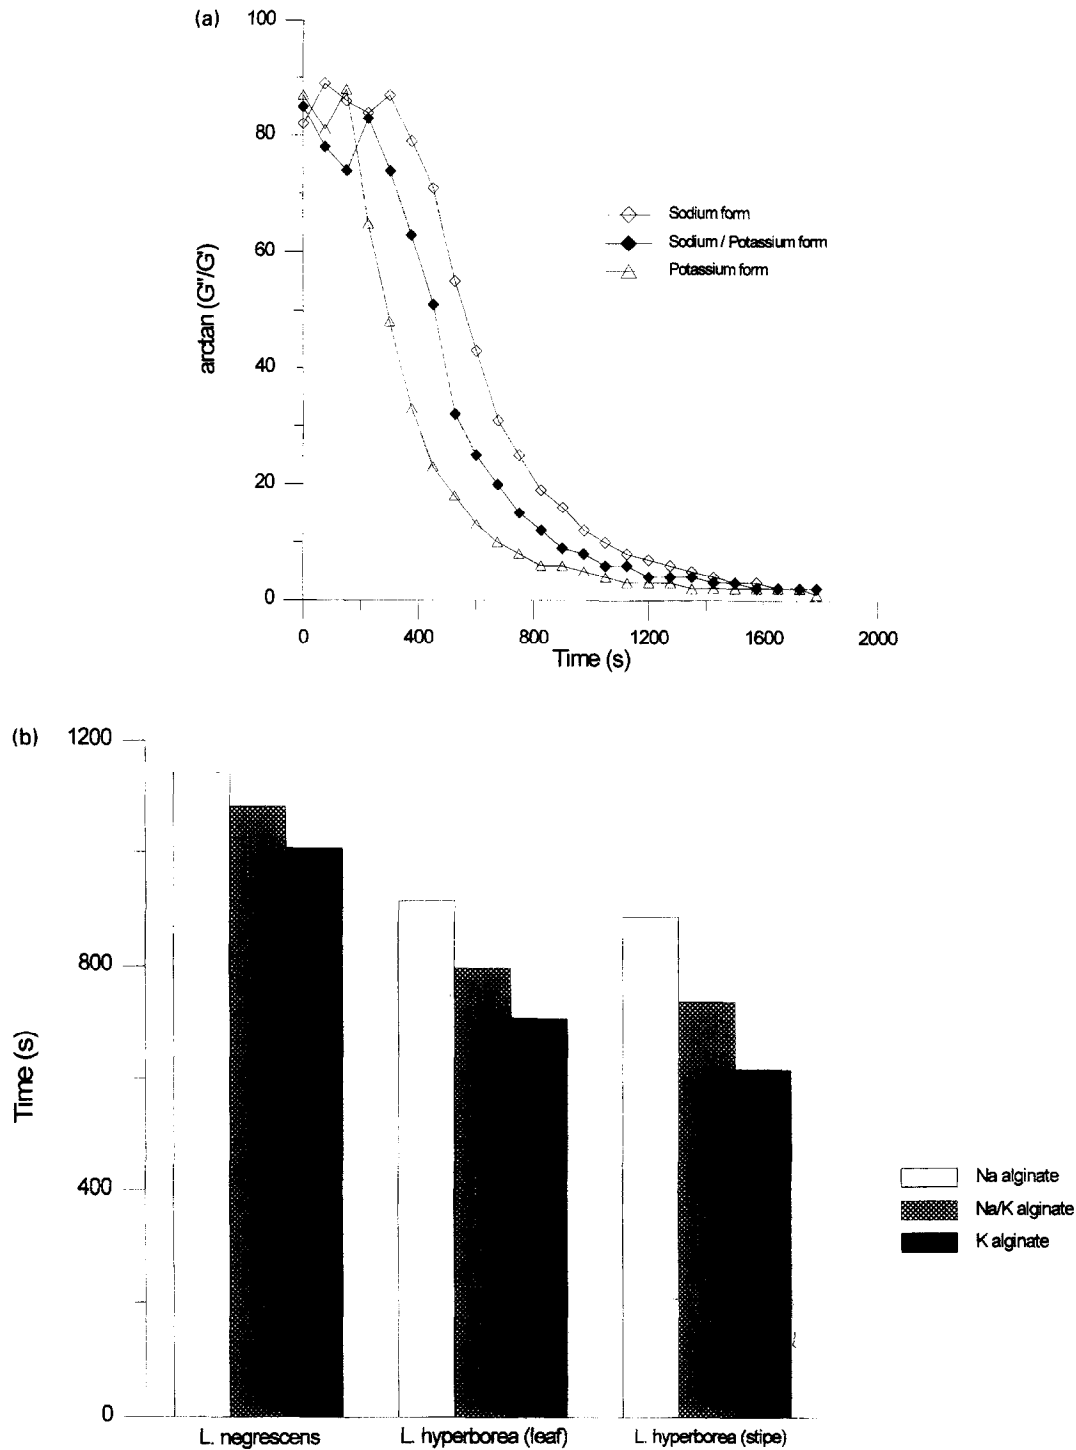 (a)
100
80
60
40
20
0
arctan (G''/G')
Sodium form
Sodium / Potassium form
Potassium form
0 400 800 1200 1600 2000
Time (s)
(b)
1200
800
400
0
Time (s)
Na alginate
Na/K alginate
K alginate
L. negrescens L. hyperborea (leaf) L. hyperborea (stipe)